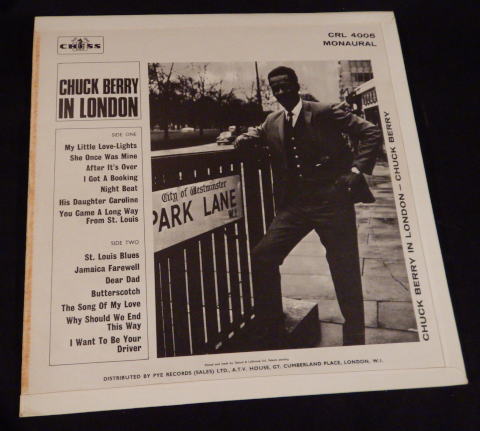 CHESS
CRL 4005
MONAURAL
CHUCK BERRY
IN LONDON
SIDE ONE
My Little Love-Lights
She Once Was Mine
After It's Over
I Got A Booking
Night Beat
His Daughter Caroline
You Came A Long Way
From St. Louis
SIDE TWO
St. Louis Blues
Jamaica Farewell
Dear Dad
Butterscotch
The Song Of My Love
Why Should We End
This Way
I Want To Be Your
Driver
City of Westminster
PARK LANE W.1
CHUCK BERRY IN LONDON – CHUCK BERRY
DISTRIBUTED BY PYE RECORDS (SALES) LTD., A.T.V. HOUSE, GT. CUMBERLAND PLACE, LONDON, W.1.